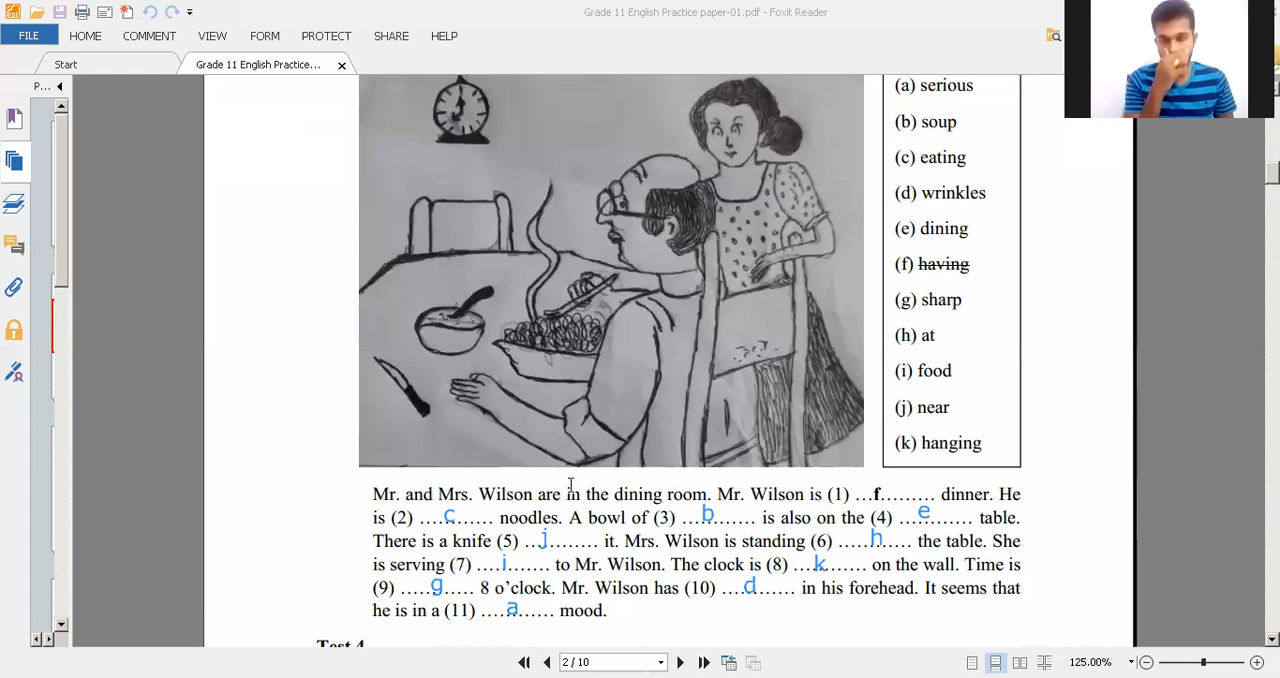 Grade 11 English Practice paper-01.pdf - Foxit Reader
FILE HOME COMMENT VIEW FORM PROTECT SHARE HELP
Start Grade 11 English Practice...
P...
(a) serious
(b) soup
(c) eating
(d) wrinkles
(e) dining
(f) having
(g) sharp
(h) at
(i) food
(j) near
(k) hanging
Mr. and Mrs. Wilson are in the dining room. Mr. Wilson is (1) ...f......... dinner. He
is (2) ....c....... noodles. A bowl of (3) ....b....... is also on the (4) ....e....... table.
There is a knife (5) ...j........ it. Mrs. Wilson is standing (6) ......h..... the table. She
is serving (7) ....i....... to Mr. Wilson. The clock is (8) ....k....... on the wall. Time is
(9) .....g..... 8 o’clock. Mr. Wilson has (10) ....d....... in his forehead. It seems that
he is in a (11) ....a....... mood.
Test 4
2 / 10 125.00%